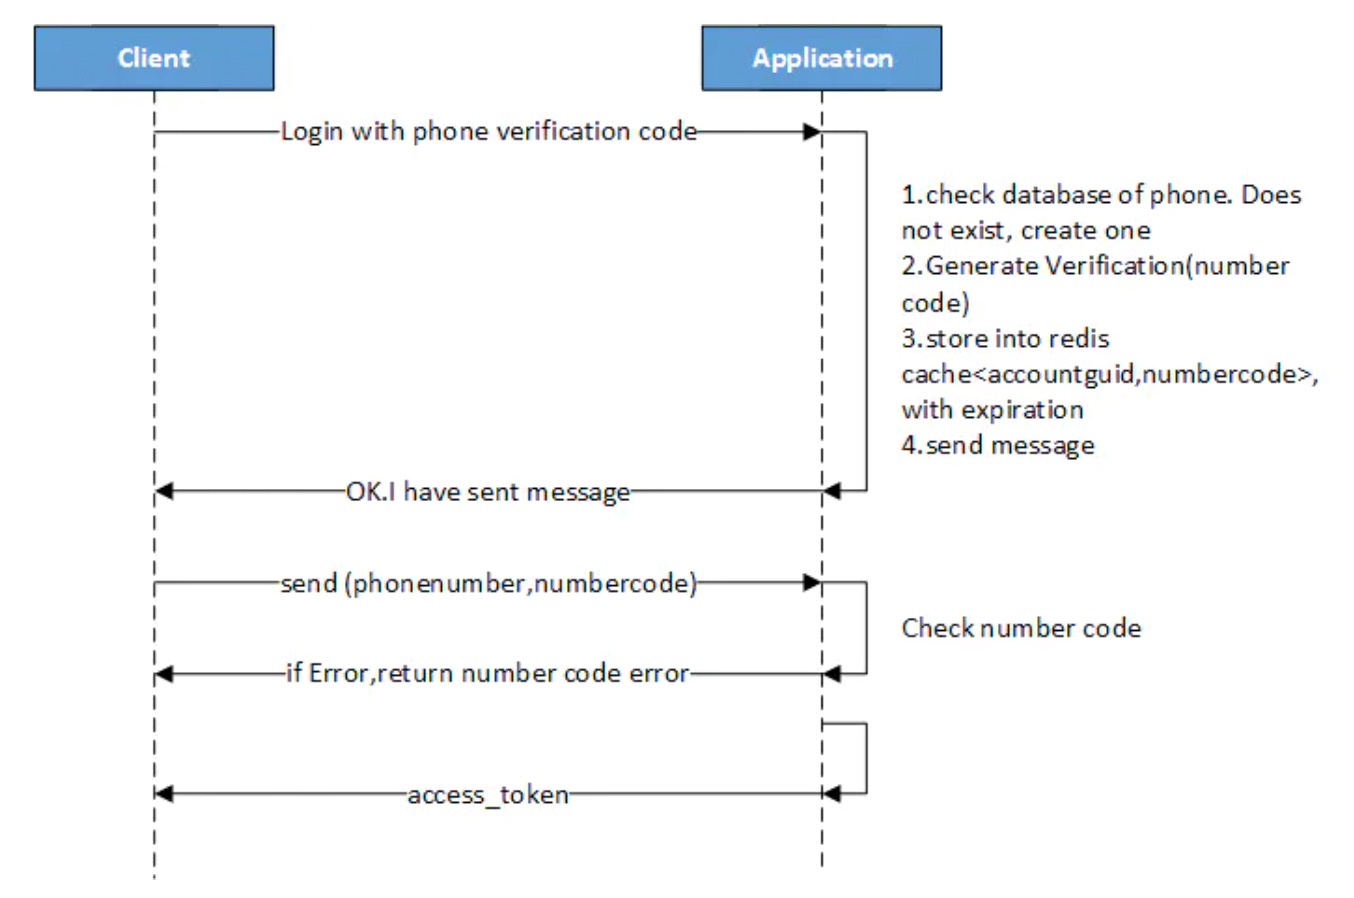 Client
Application
Login with phone verification code
1.check database of phone. Does
not exist, create one
2.Generate Verification(number
code)
3.store into redis
cache<accountguid,numbercode>,
with expiration
4.send message
OK.I have sent message
send (phonenumber,numbercode)
Check number code
if Error,return number code error
access_token